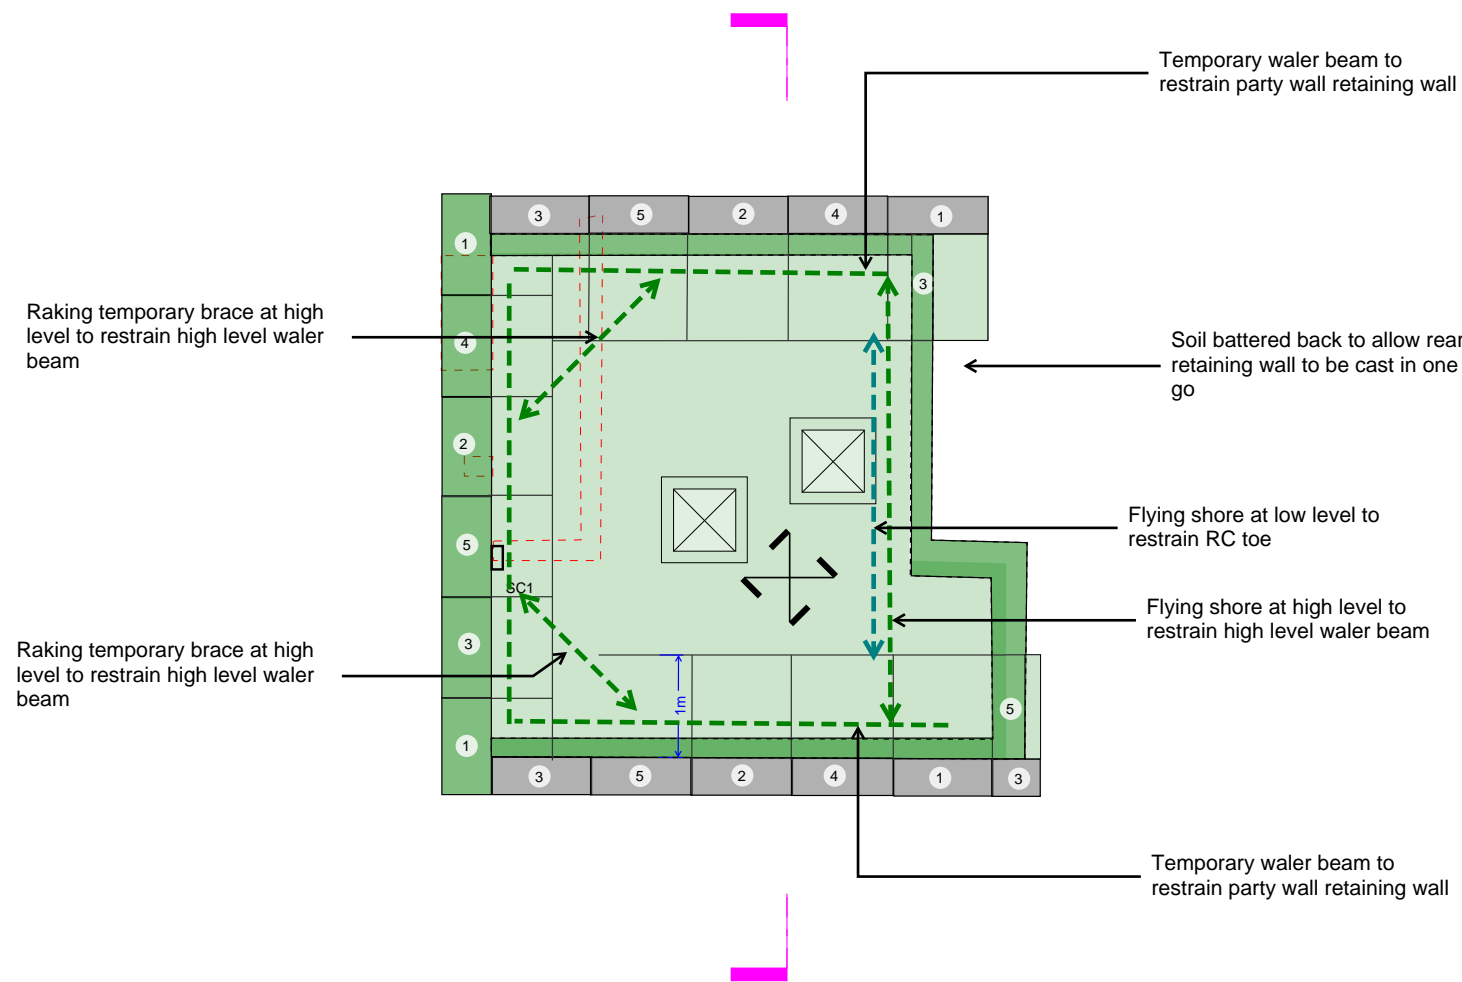 Temporary waler beam to
restrain party wall retaining wall
3
5
2
4
1
1
3
Raking temporary brace at high
level to restrain high level waler
beam
4
Soil battered back to allow rear
retaining wall to be cast in one
go
2
Flying shore at low level to
restrain RC toe
5
SC1
Flying shore at high level to
restrain high level waler beam
3
Raking temporary brace at high
level to restrain high level waler
beam
1m
5
1
3
5
2
4
1
3
Temporary waler beam to
restrain party wall retaining wall